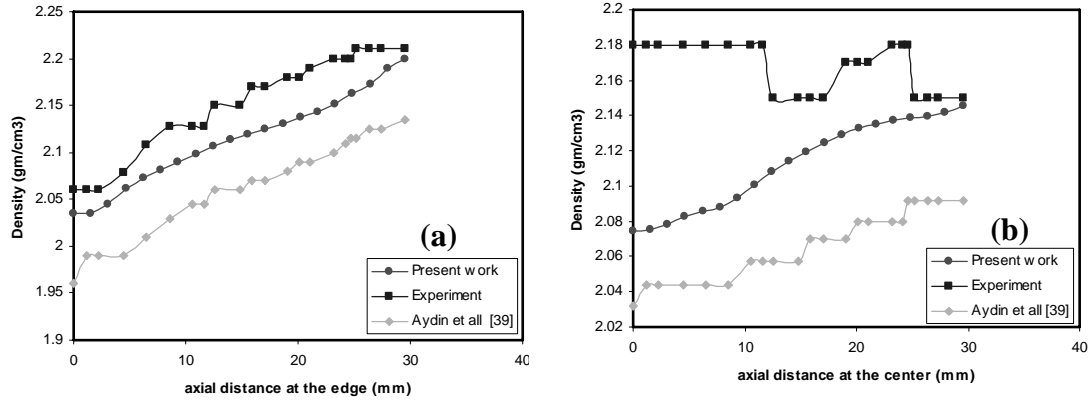 Density (gm/cm3)
2.25
2.2
2.15
2.1
2.05
2
1.95
1.9
0 10 20 30 40
axial distance at the edge (mm)
(a)
Present work
Experiment
Aydin et all [39]
Density (gm/cm3)
2.2
2.18
2.16
2.14
2.12
2.1
2.08
2.06
2.04
2.02
0 10 20 30 40
axial distance at the center (mm)
(b)
Present work
Experiment
Aydin et all [39]